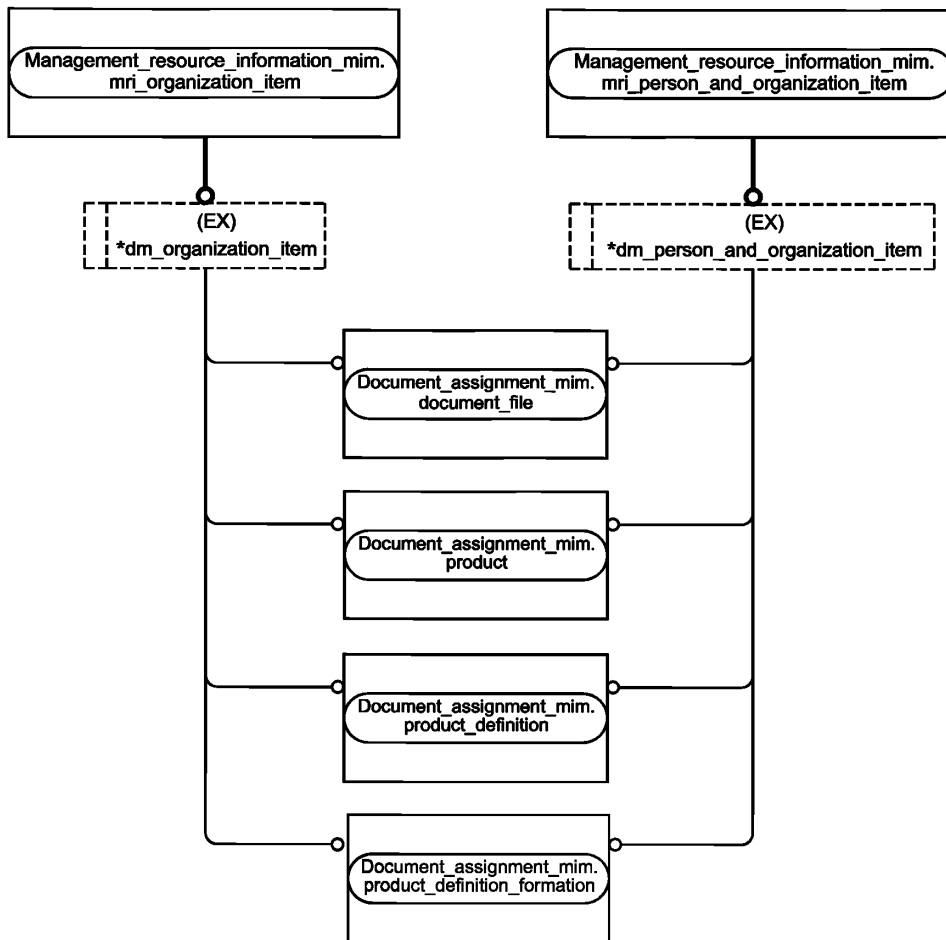 Management_resource_information_mim.
mri_organization_item
Management_resource_information_mim.
mri_person_and_organization_item
(EX)
*dm_organization_item
(EX)
*dm_person_and_organization_item
Document_assignment_mim.
document_file
Document_assignment_mim.
product
Document_assignment_mim.
product_definition
Document_assignment_mim.
product_definition_formation